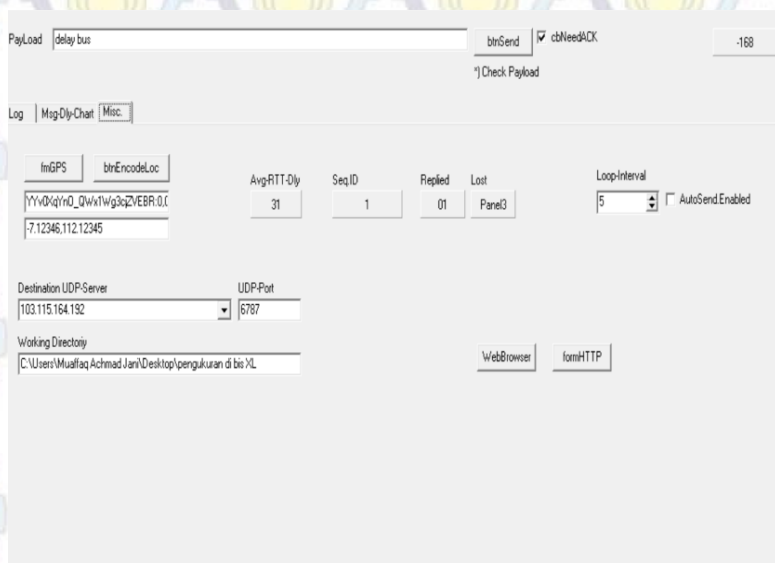 PayLoad delay bus btnSend cbNeedACK -168
*) Check Payload
Log Msg-Dly-Chart Misc.
fmGPS btnEncodeLoc
Avg-RTT-Dly Seq.ID Replied Lost Loop-Interval
31 1 01 Panel3 5 AutoSend.Enabled
-7.12346,112.12345
Destination UDP-Server UDP-Port
103.115.164.192 6787
Working Directoriy
C:\Users\Muaffaq Achmad Jani\Desktop\pengukuran di bis XL
WebBrowser formHTTP